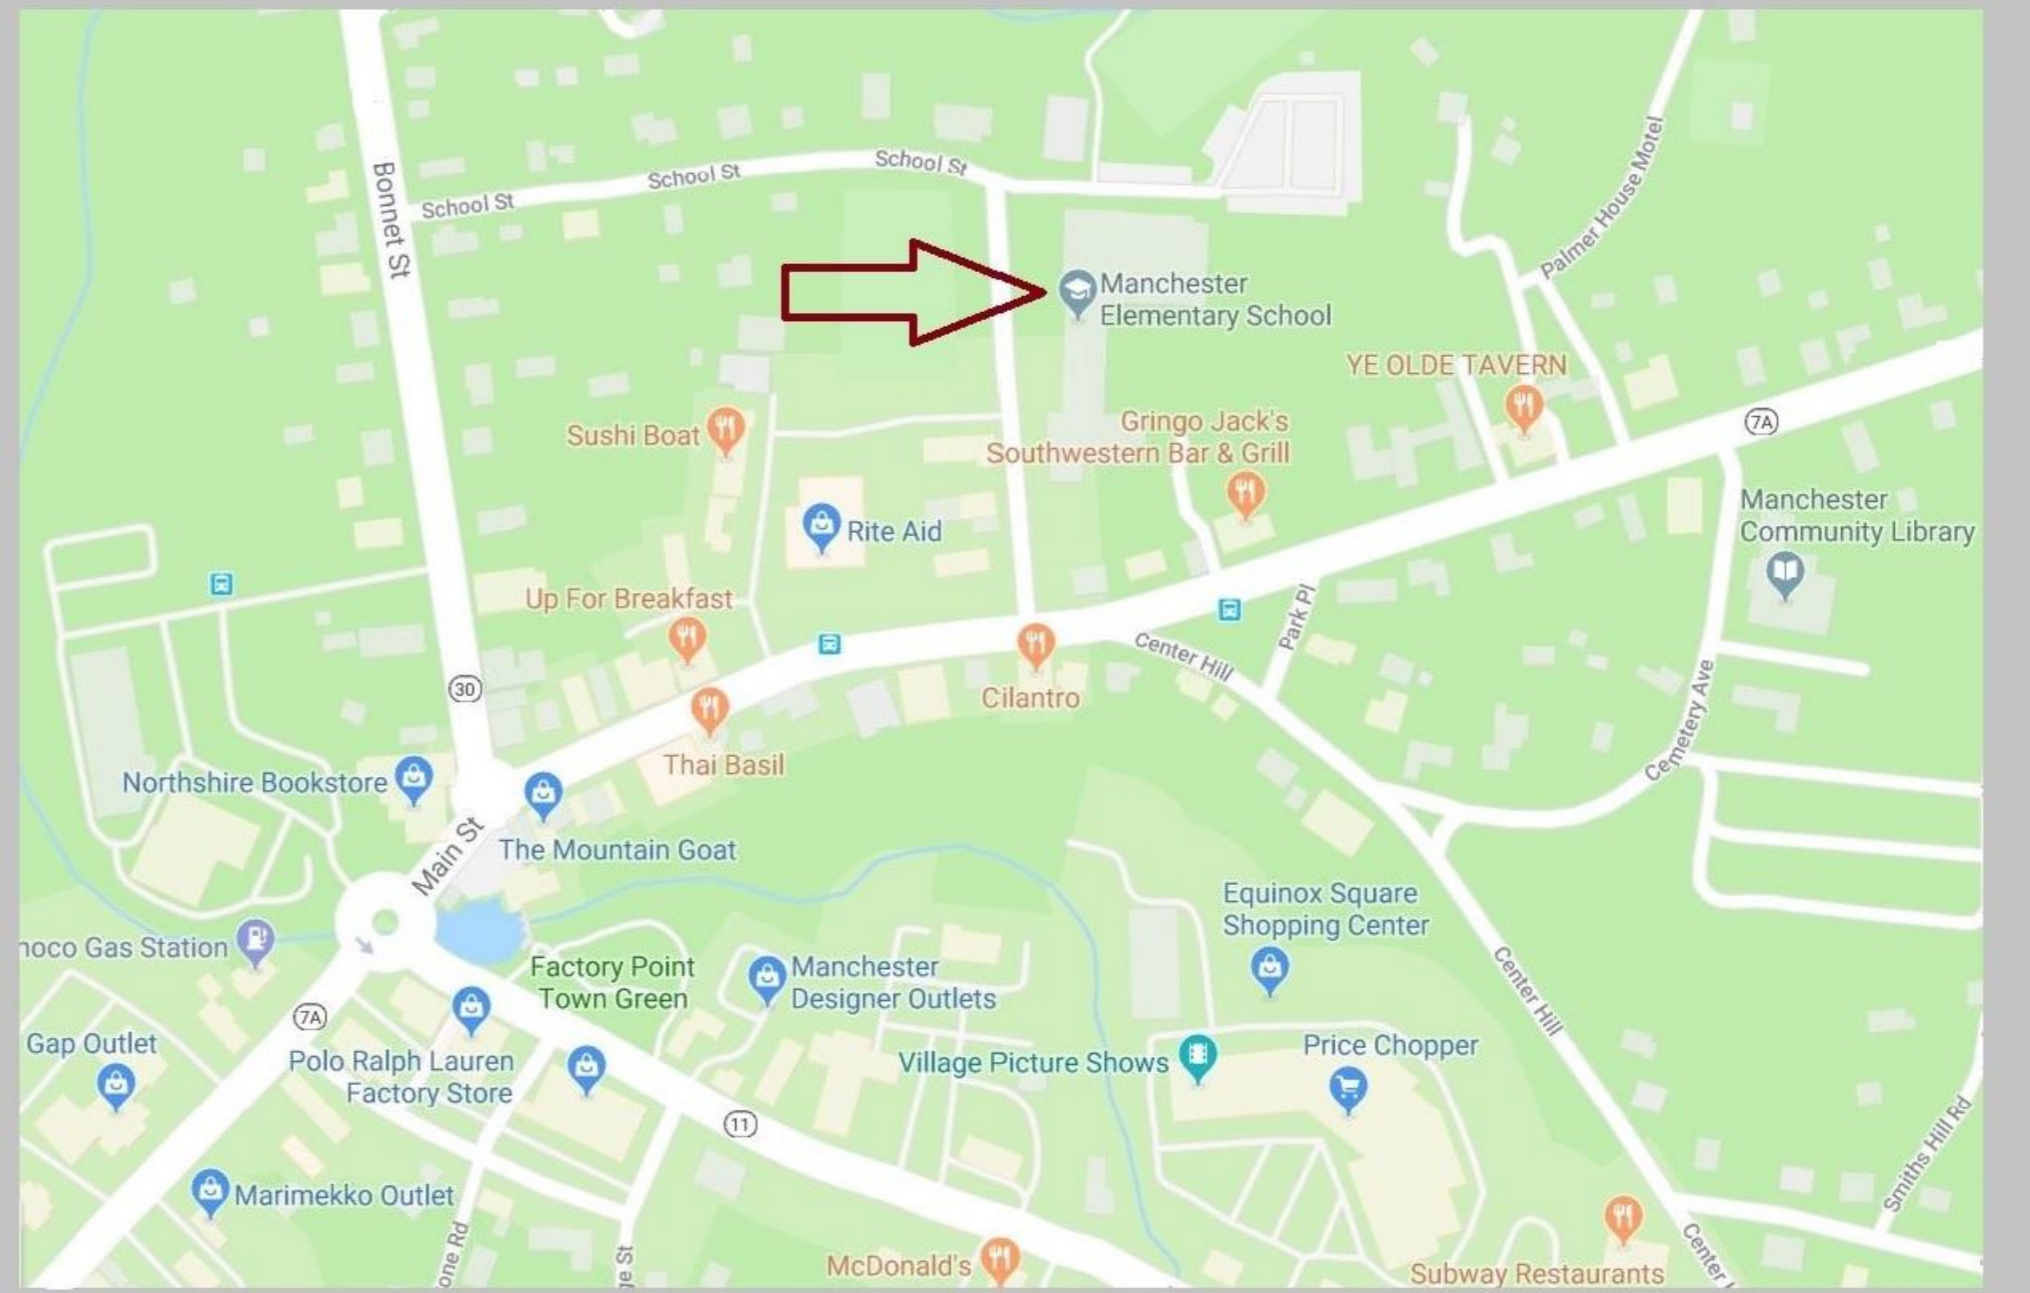 Bonnet St
School St
School St
School St
Palmer House Motel
Manchester
Elementary School
YE OLDE TAVERN
7A
Gringo Jack's
Southwestern Bar & Grill
Sushi Boat
Rite Aid
Manchester
Community Library
Up For Breakfast
Park Pl
Center Hill
30
Cilantro
Cemetery Ave
Thai Basil
Northshire Bookstore
The Mountain Goat
Main St
Equinox Square
Shopping Center
noco Gas Station
Factory Point
Town Green
Manchester
Designer Outlets
Center Hill
7A
Gap Outlet
Polo Ralph Lauren
Factory Store
Village Picture Shows
Price Chopper
11
Smiths Hill Rd
Marimekko Outlet
one Rd
ge St
McDonald's
Subway Restaurants
Center